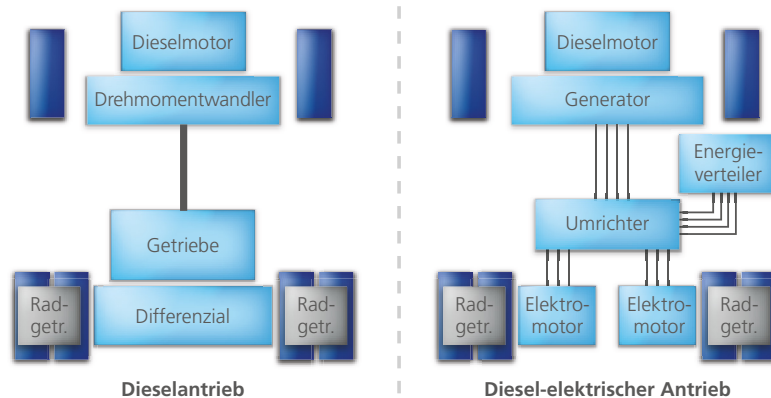 Dieselmotor
Drehmomentwandler
Getriebe
Rad-
getr.
Differenzial
Rad-
getr.
Dieselantrieb
Dieselmotor
Generator
Energie-
verteiler
Umrichter
Rad-
getr.
Elektro-
motor
Elektro-
motor
Rad-
getr.
Diesel-elektrischer Antrieb